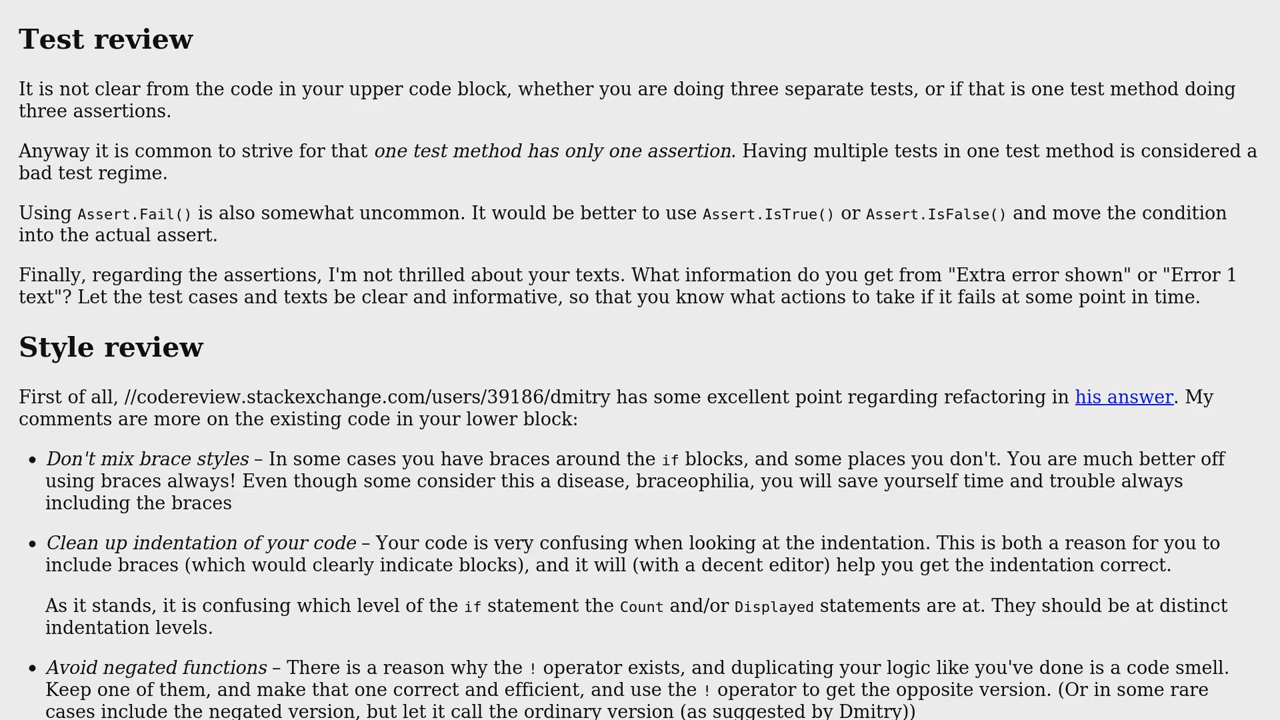 Test review
It is not clear from the code in your upper code block, whether you are doing three separate tests, or if that is one test method doing
three assertions.
Anyway it is common to strive for that one test method has only one assertion. Having multiple tests in one test method is considered a
bad test regime.
Using Assert.Fail() is also somewhat uncommon. It would be better to use Assert.IsTrue() or Assert.IsFalse() and move the condition
into the actual assert.
Finally, regarding the assertions, I'm not thrilled about your texts. What information do you get from "Extra error shown" or "Error 1
text"? Let the test cases and texts be clear and informative, so that you know what actions to take if it fails at some point in time.
Style review
First of all, //codereview.stackexchange.com/users/39186/dmitry has some excellent point regarding refactoring in his answer. My
comments are more on the existing code in your lower block:
• Don't mix brace styles – In some cases you have braces around the if blocks, and some places you don't. You are much better off
using braces always! Even though some consider this a disease, braceophilia, you will save yourself time and trouble always
including the braces
• Clean up indentation of your code – Your code is very confusing when looking at the indentation. This is both a reason for you to
include braces (which would clearly indicate blocks), and it will (with a decent editor) help you get the indentation correct.
As it stands, it is confusing which level of the if statement the Count and/or Displayed statements are at. They should be at distinct
indentation levels.
• Avoid negated functions – There is a reason why the ! operator exists, and duplicating your logic like you've done is a code smell.
Keep one of them, and make that one correct and efficient, and use the ! operator to get the opposite version. (Or in some rare
cases include the negated version, but let it call the ordinary version (as suggested by Dmitry))